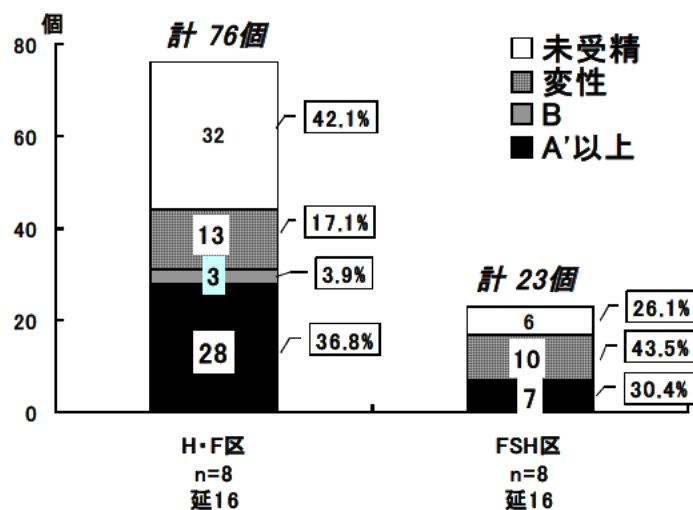 個
80
60
40
20
0
計 76個
32
42.1%
13
17.1%
3
3.9%
28
36.8%
計 23個
6
26.1%
10
43.5%
7
30.4%
未受精
変性
B
A'以上
H・F区
n=8
延16
FSH区
n=8
延16